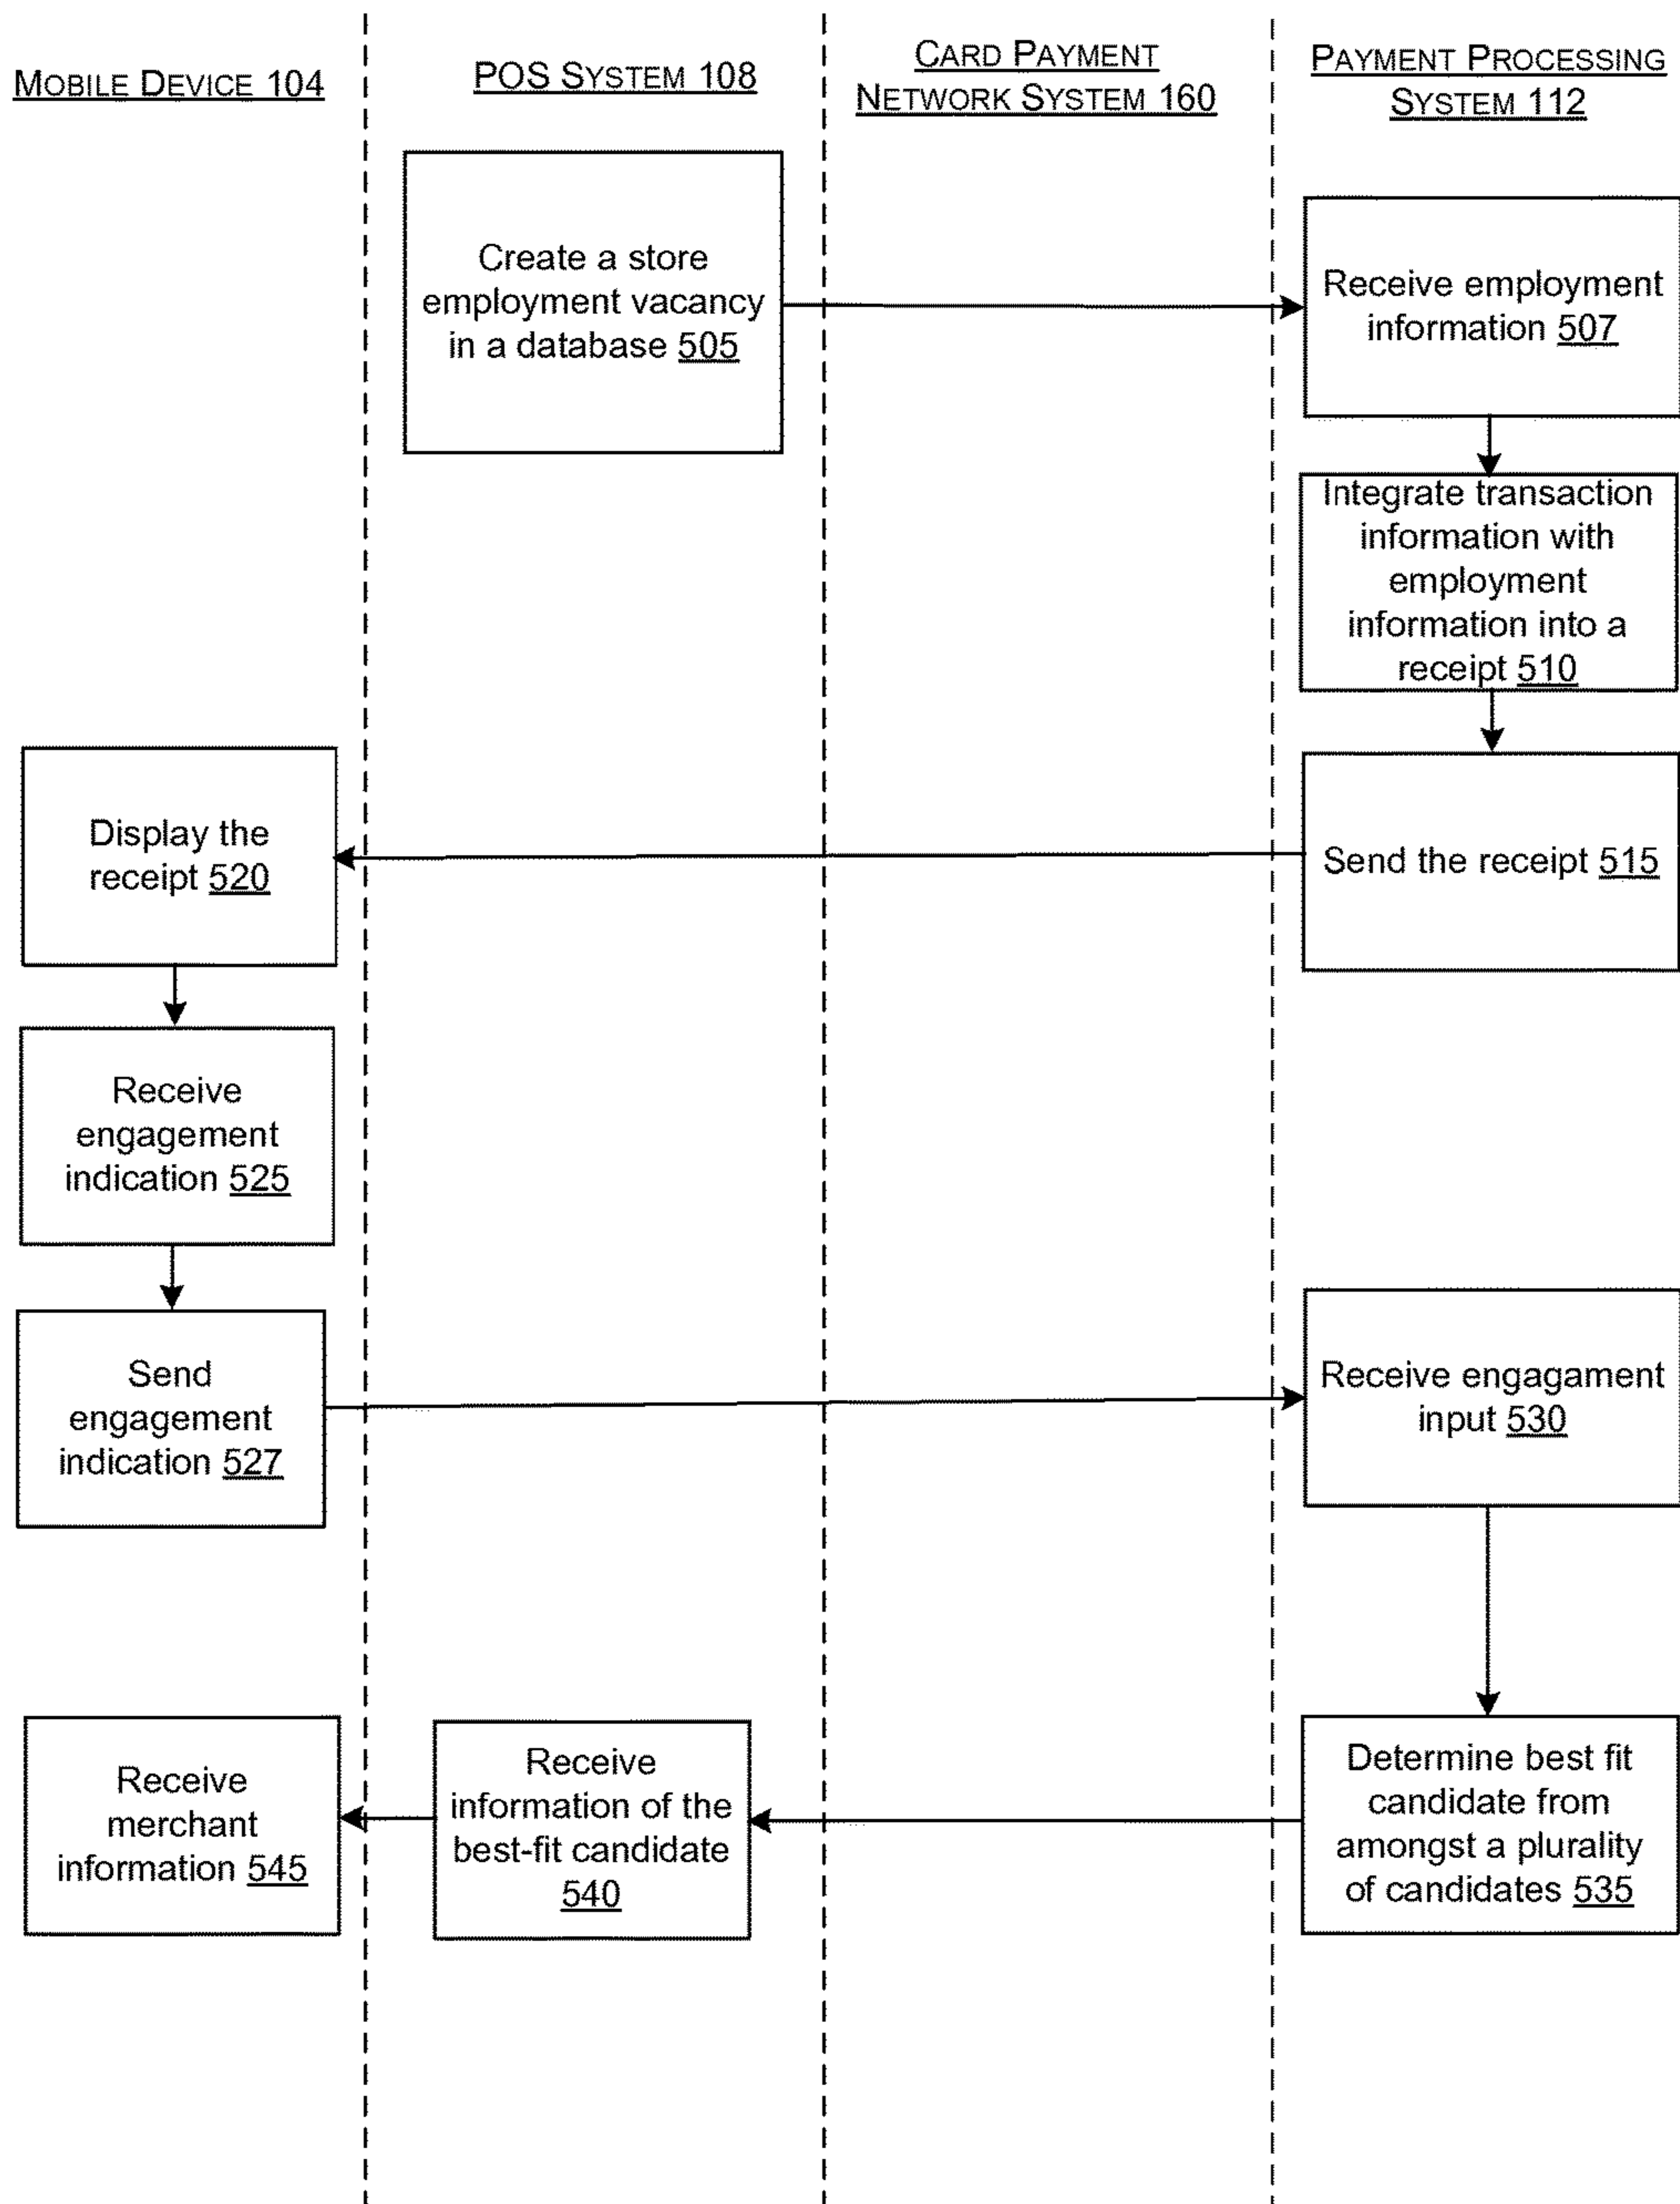 MOBILE DEVICE 104
POS SYSTEM 108
CARD PAYMENT
NETWORK SYSTEM 160
PAYMENT PROCESSING
SYSTEM 112
Create a store
employment vacancy
in a database 505
Receive employment
information 507
Integrate transaction
information with
employment
information into a
receipt 510
Display the
receipt 520
Send the receipt 515
Receive
engagement
indication 525
Send
engagement
indication 527
Receive engagament
input 530
Receive
merchant
information 545
Receive
information of the
best-fit candidate
540
Determine best fit
candidate from
amongst a plurality
of candidates 535